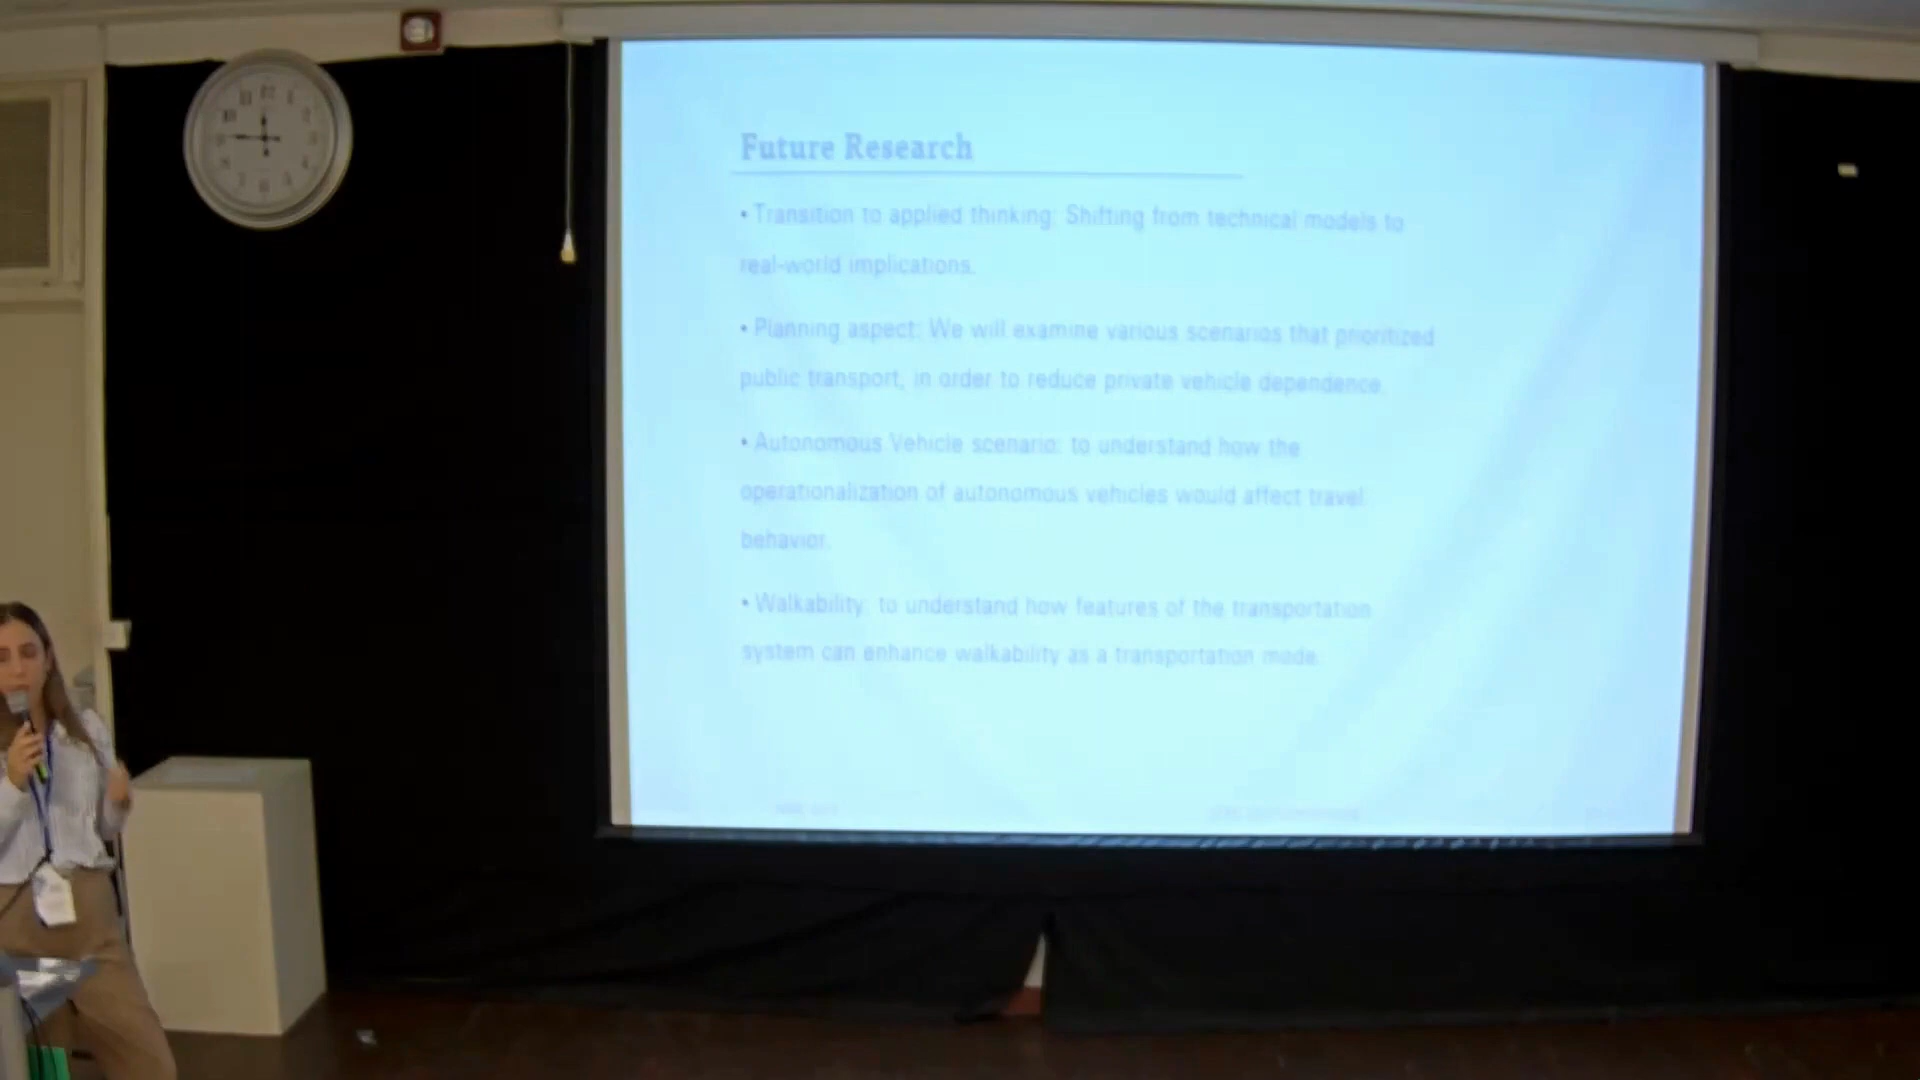 Future Research
• Transition to applied thinking: Shifting from technical models to
real-world implications.
• Planning aspect: We will examine various scenarios that prioritized
public transport, in order to reduce private vehicle dependence.
• Autonomous Vehicle scenario: to understand how the
operationalization of autonomous vehicles would affect travel
behavior.
• Walkability: to understand how features of the transportation
system can enhance walkability as a transportation mode.